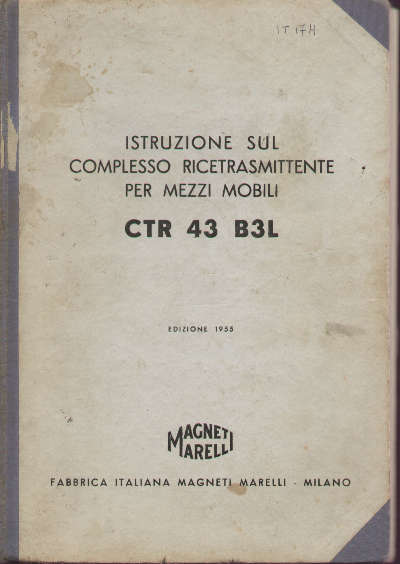 IT 17H
ISTRUZIONE SUL
COMPLESSO RICETRASMITTENTE
PER MEZZI MOBILI
CTR 43 B3L
EDIZIONE 1955
MAGNETI
MARELLI
FABBRICA ITALIANA MAGNETI MARELLI - MILANO